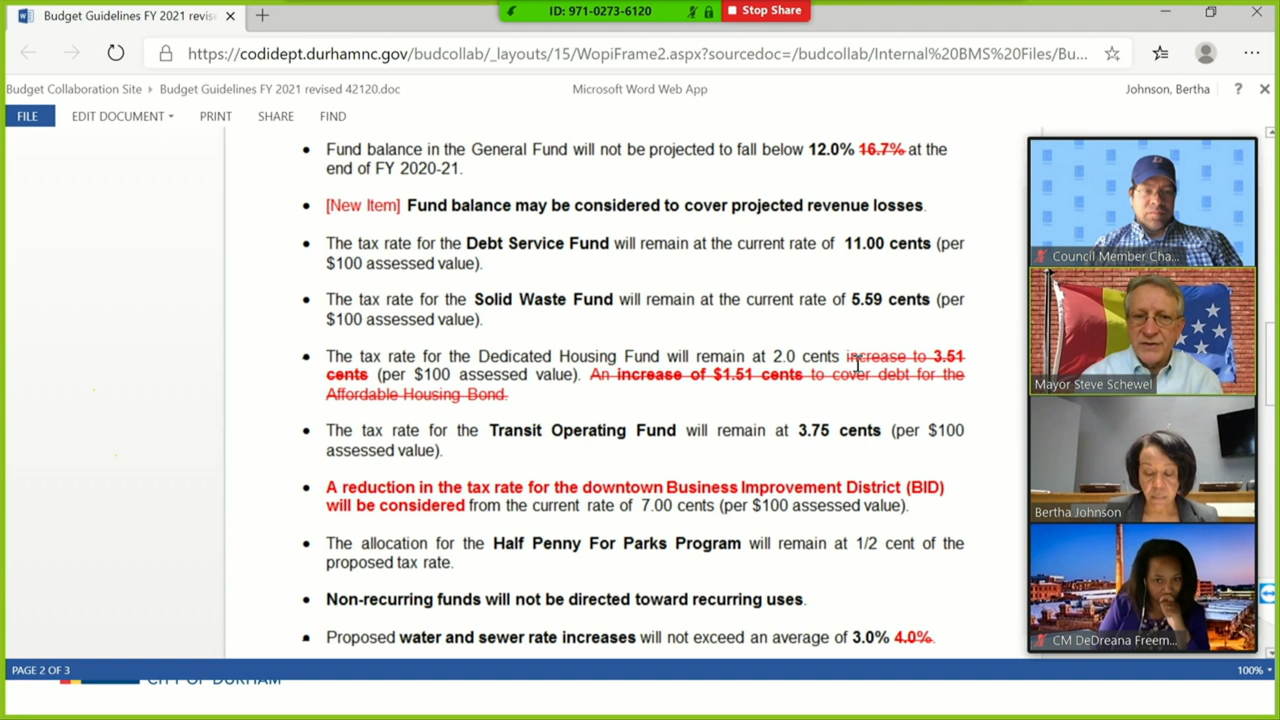 Budget Guidelines FY 2021 revis
ID: 971-0273-6120
Stop Share
https://codidept.durhamnc.gov/budcollab/_layouts/15/WopiFrame2.aspx?sourcedoc=/budcollab/Internal%20BMS%20Files/Bu...
Budget Collaboration Site ▸ Budget Guidelines FY 2021 revised 42120.doc
Microsoft Word Web App
Johnson, Bertha ?
FILE EDIT DOCUMENT PRINT SHARE FIND
• Fund balance in the General Fund will not be projected to fall below 12.0% 16.7% at the
end of FY 2020-21.
• [New Item] Fund balance may be considered to cover projected revenue losses.
• The tax rate for the Debt Service Fund will remain at the current rate of 11.00 cents (per
$100 assessed value).
• The tax rate for the Solid Waste Fund will remain at the current rate of 5.59 cents (per
$100 assessed value).
• The tax rate for the Dedicated Housing Fund will remain at 2.0 cents increase to 3.51
cents (per $100 assessed value). An increase of $1.51 cents to cover debt for the
Affordable Housing Bond.
• The tax rate for the Transit Operating Fund will remain at 3.75 cents (per $100
assessed value).
• A reduction in the tax rate for the downtown Business Improvement District (BID)
will be considered from the current rate of 7.00 cents (per $100 assessed value).
• The allocation for the Half Penny For Parks Program will remain at 1/2 cent of the
proposed tax rate.
• Non-recurring funds will not be directed toward recurring uses.
• Proposed water and sewer rate increases will not exceed an average of 3.0% 4.0%.
Council Member Cha...
Mayor Steve Schewel
Bertha Johnson
CM DeDreana Freem...
PAGE 2 OF 3
100%
CITY OF DURHAM